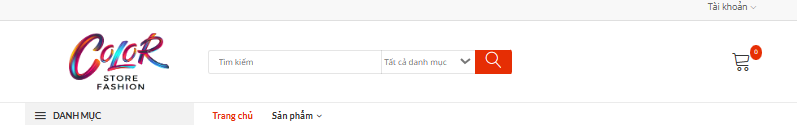 Tài khoản
COLOR
STORE
FASHION
Tìm kiếm
Tất cả danh mục
0
DANH MỤC
Trang chủ
Sản phẩm